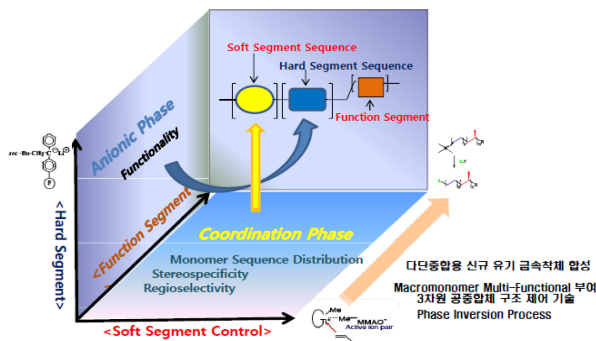 Soft Segment Sequence
Hard Segment Sequence
Function Segment
Anionic Phase
Functionality
sec-Bu-CH₂
Li
F
<Function Segment
<Hard Segment>
Coordination Phase
Monomer Sequence Distribution
Stereospecificity
Regioselectivity
<Soft Segment Control>
Me
Me
MMAO⁻
Active ion pair
다단중합용 신규 유기 금속착체 합성
Macromonomer Multi-Functional 부여
3차원 공중합체 구조 제어 기술
Phase Inversion Process